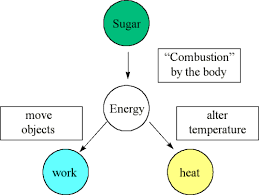 Sugar
“Combustion”
by the body
Energy
move
objects
alter
temperature
work
heat